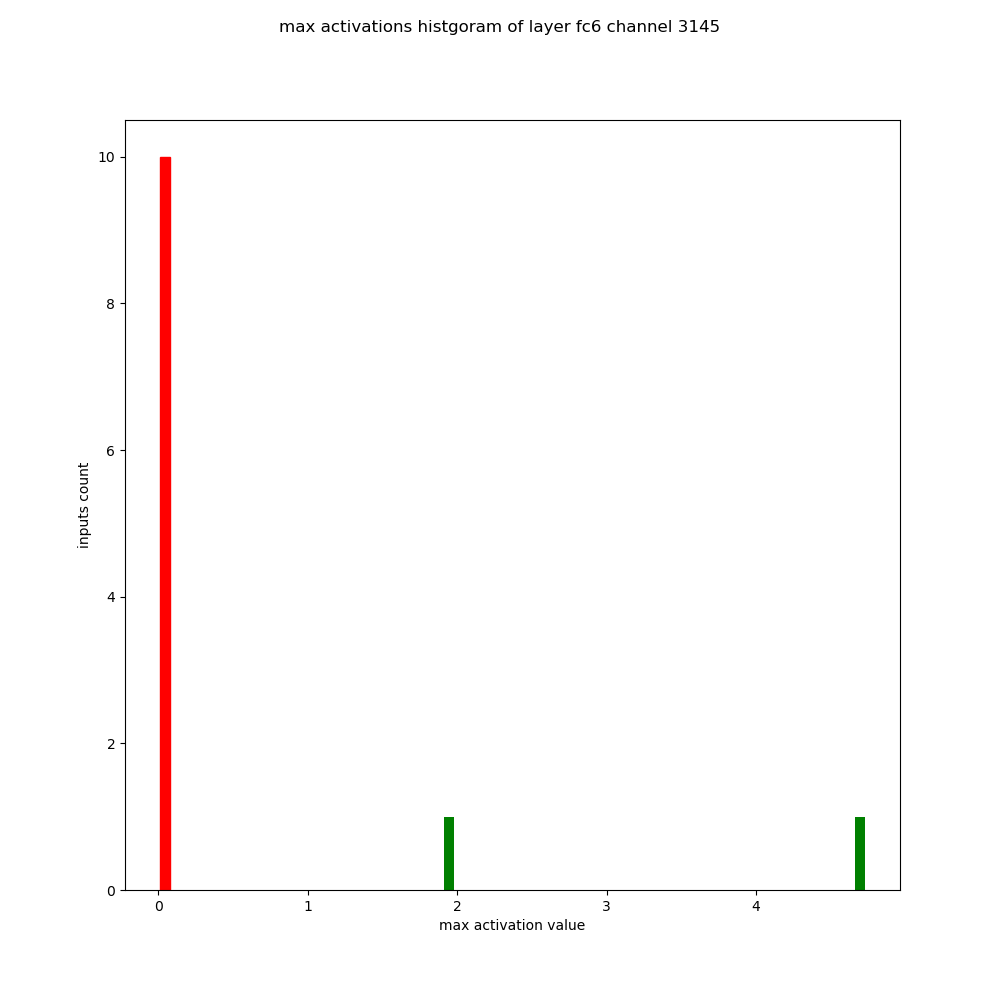 max activations histgoram of layer fc6 channel 3145
10
8
6
4
2
0
inputs count
0 1 2 3 4
max activation value